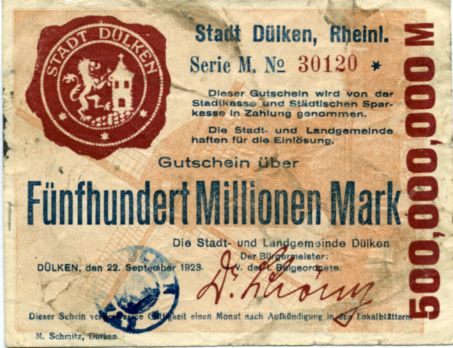 STADT DÜLKEN
Stadt Dülken, Rheinl.
Serie M, No 30120 *
Dieser Gutschein wird von der
Stadtkasse und Städtischen Spar-
kasse in Zahlung genommen.
Die Stadt- und Landgemeinde
haften für die Einlösung.
Gutschein über
Fünfhundert Millionen Mark
500,000,000 M
Die Stadt- und Landgemeinde Dülken
Der Bürgermeister:
DÜLKEN, den 22. September 1923.
I. V. der I. Beigeordnete.
Dieser Schein Gültigkeit einen Monat nach Aufkündigung in den Lokalblättern.
M. Schmitz, Dülken.